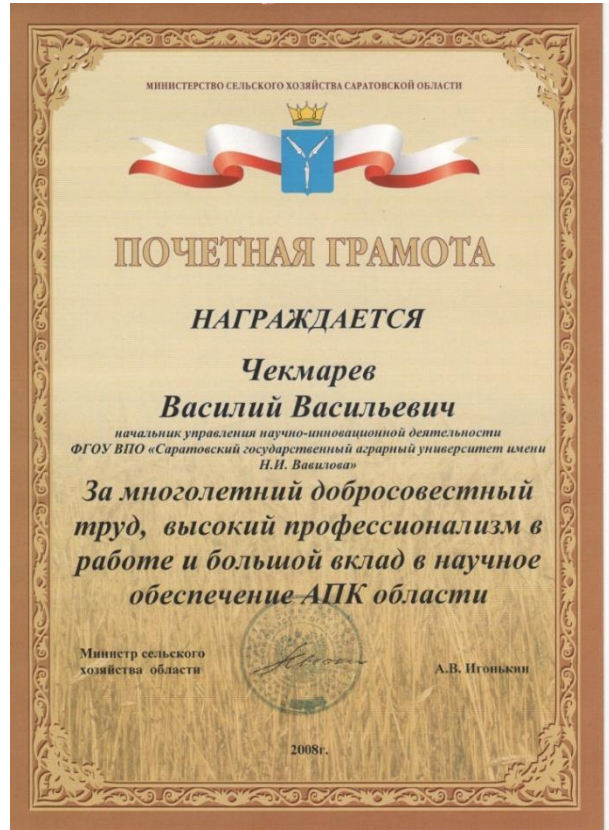 МИНИСТЕРСТВО СЕЛЬСКОГО ХОЗЯЙСТВА САРАТОВСКОЙ ОБЛАСТИ
ПОЧЕТНАЯ ГРАМОТА
НАГРАЖДАЕТСЯ
Чекмарев
Василий Васильевич
начальник управления научно-инновационной деятельности
ФГОУ ВПО «Саратовский государственный аграрный университет имени
Н.И. Вавилова»
За многолетний добросовестный
труд, высокий профессионализм в
работе и большой вклад в научное
обеспечение АПК области
Министр сельского
хозяйства области
А.В. Игонькин
2008г.